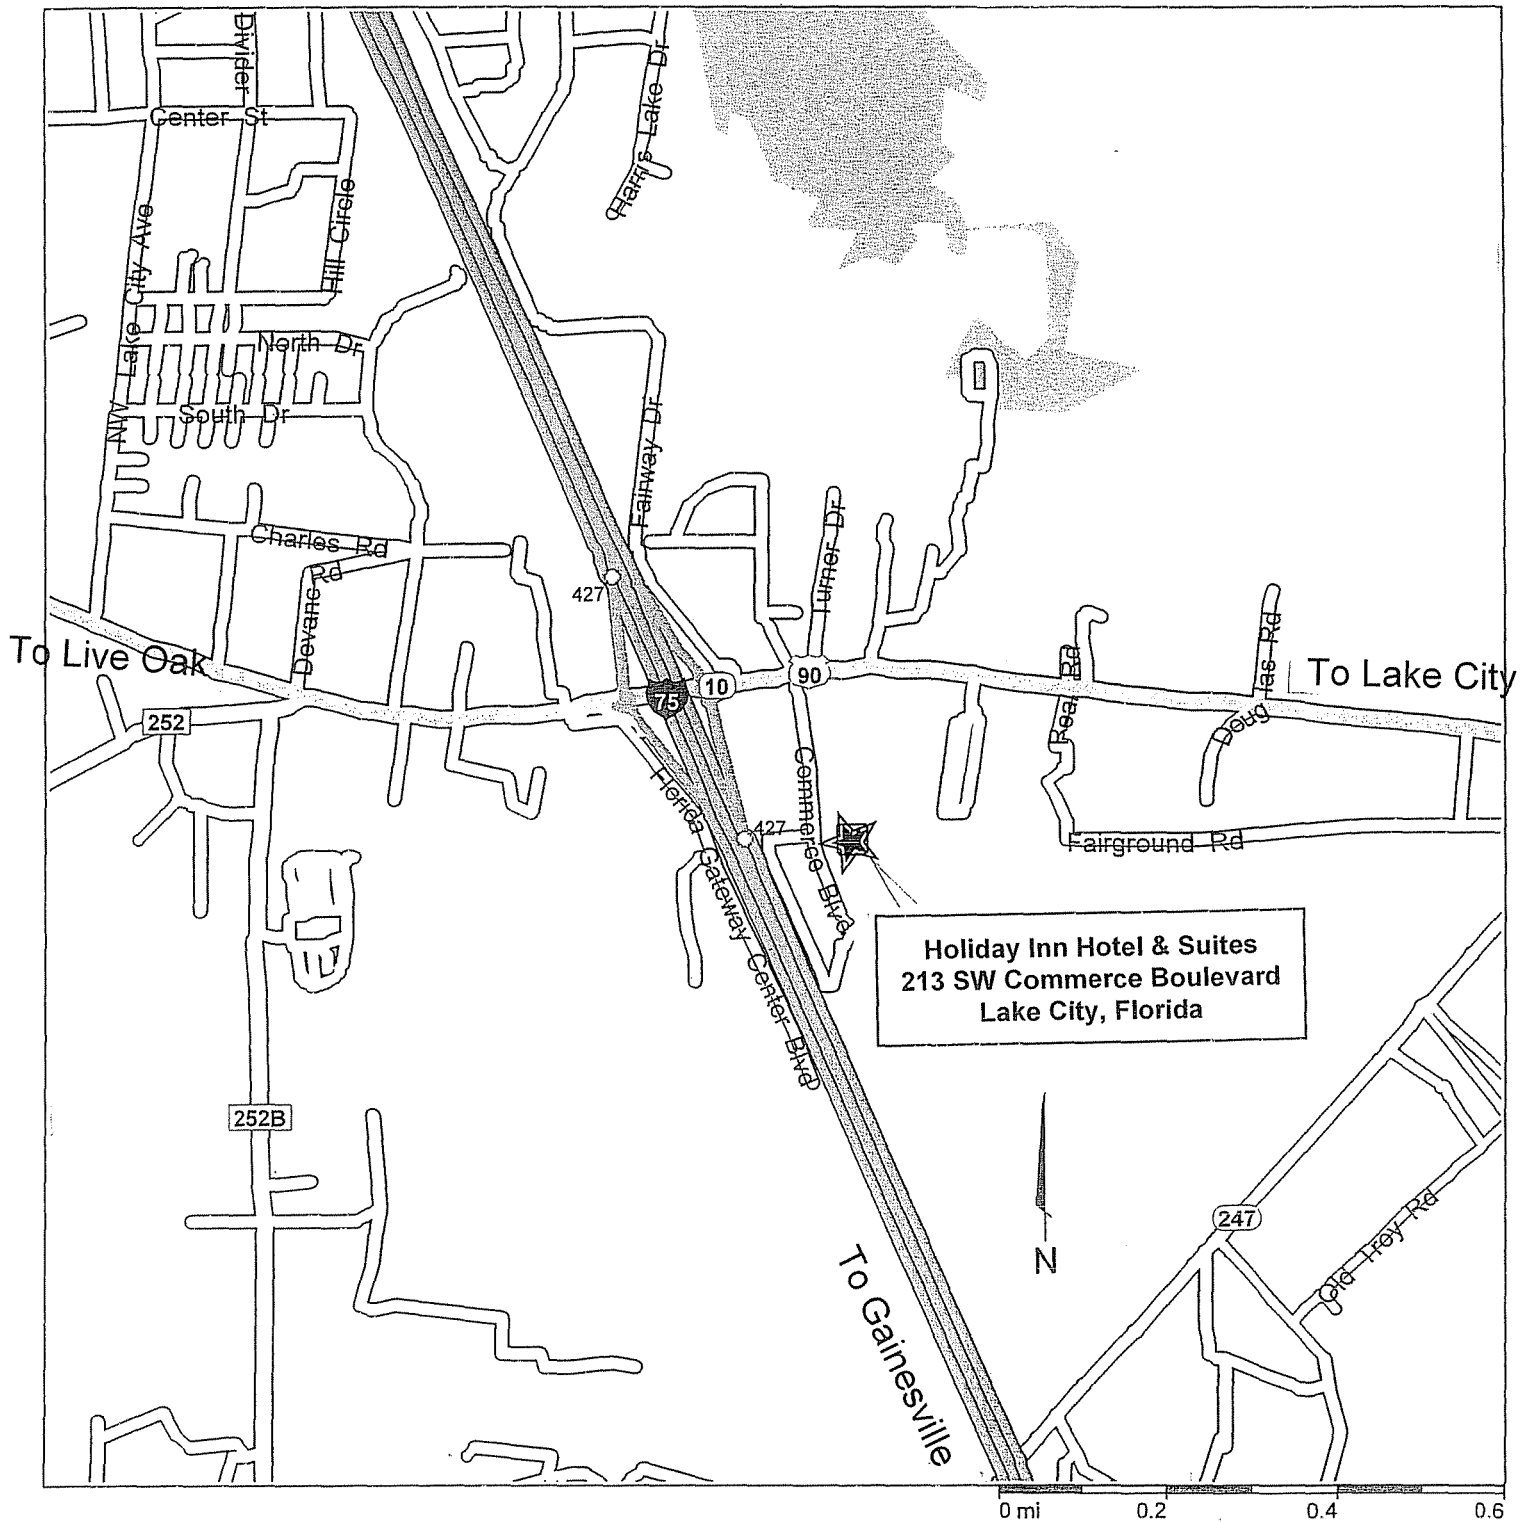 Divider
Center St
Harris Lake Dr
Hill Circle
NW Lake City Ave
North Dr
South Dr
Fairway Dr
Charles Rd
Devane Rd
Turner Dr
427
To Live Oak
252
75
10
90
Real Rd
Douglas Rd
To Lake City
Florida Gateway Center Blvd
427
Commerce Blvd
Fairground Rd
Holiday Inn Hotel & Suites
213 SW Commerce Boulevard
Lake City, Florida
252B
247
Old Troy Rd
N
To Gainesville
0 mi 0.2 0.4 0.6